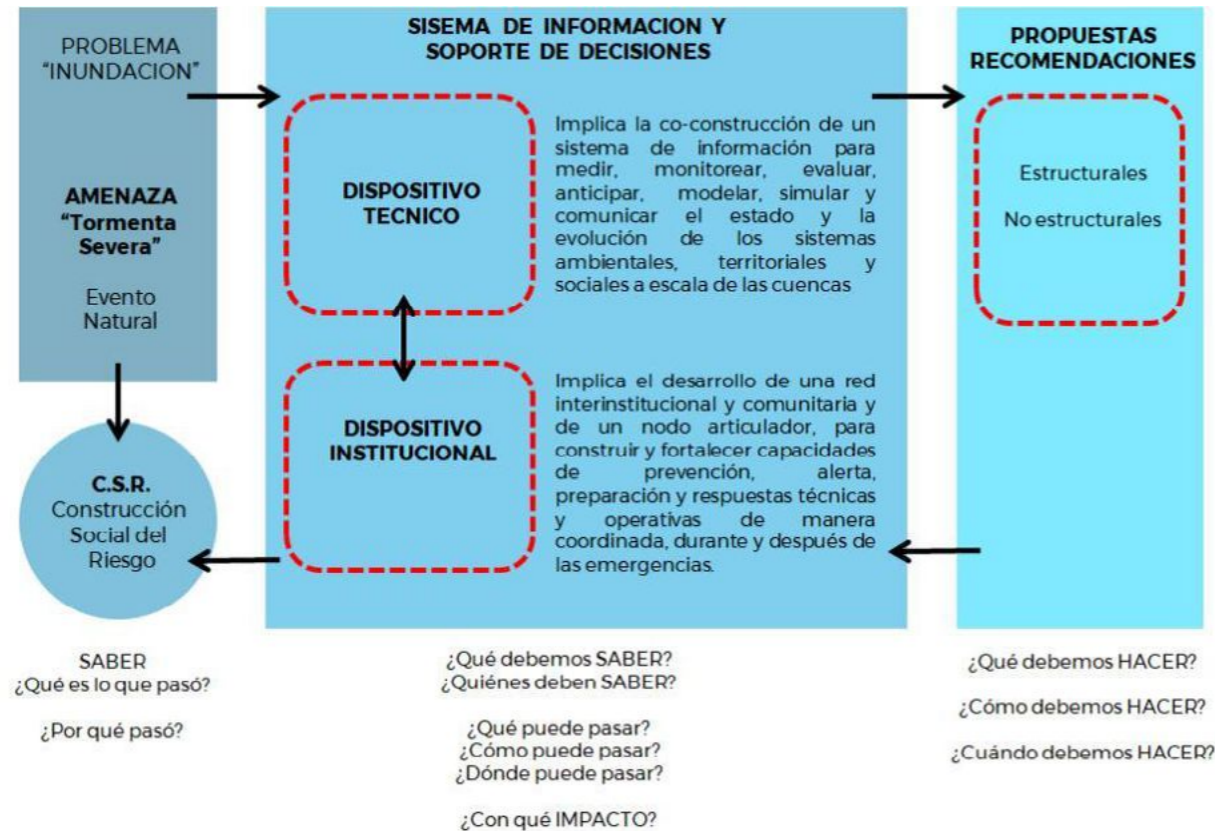 PROBLEMA
“INUNDACION”
AMENAZA
“Tormenta
Severa”
Evento
Natural
C.S.R.
Construcción
Social del
Riesgo
SABER
¿Qué es lo que pasó?
¿Por qué pasó?
SISEMA DE INFORMACION Y
SOPORTE DE DECISIONES
DISPOSITIVO
TECNICO
Implica la co-construcción de un
sistema de información para
medir, monitorear, evaluar,
anticipar, modelar, simular y
comunicar el estado y la
evolución de los sistemas
ambientales, territoriales y
sociales a escala de las cuencas
DISPOSITIVO
INSTITUCIONAL
Implica el desarrollo de una red
interinstitucional y comunitaria y
de un nodo articulador, para
construir y fortalecer capacidades
de prevención, alerta,
preparación y respuestas técnicas
y operativas de manera
coordinada, durante y después de
las emergencias.
¿Qué debemos SABER?
¿Quiénes deben SABER?
¿Qué puede pasar?
¿Cómo puede pasar?
¿Dónde puede pasar?
¿Con qué IMPACTO?
PROPUESTAS
RECOMENDACIONES
Estructurales
No estructurales
¿Qué debemos HACER?
¿Cómo debemos HACER?
¿Cuándo debemos HACER?